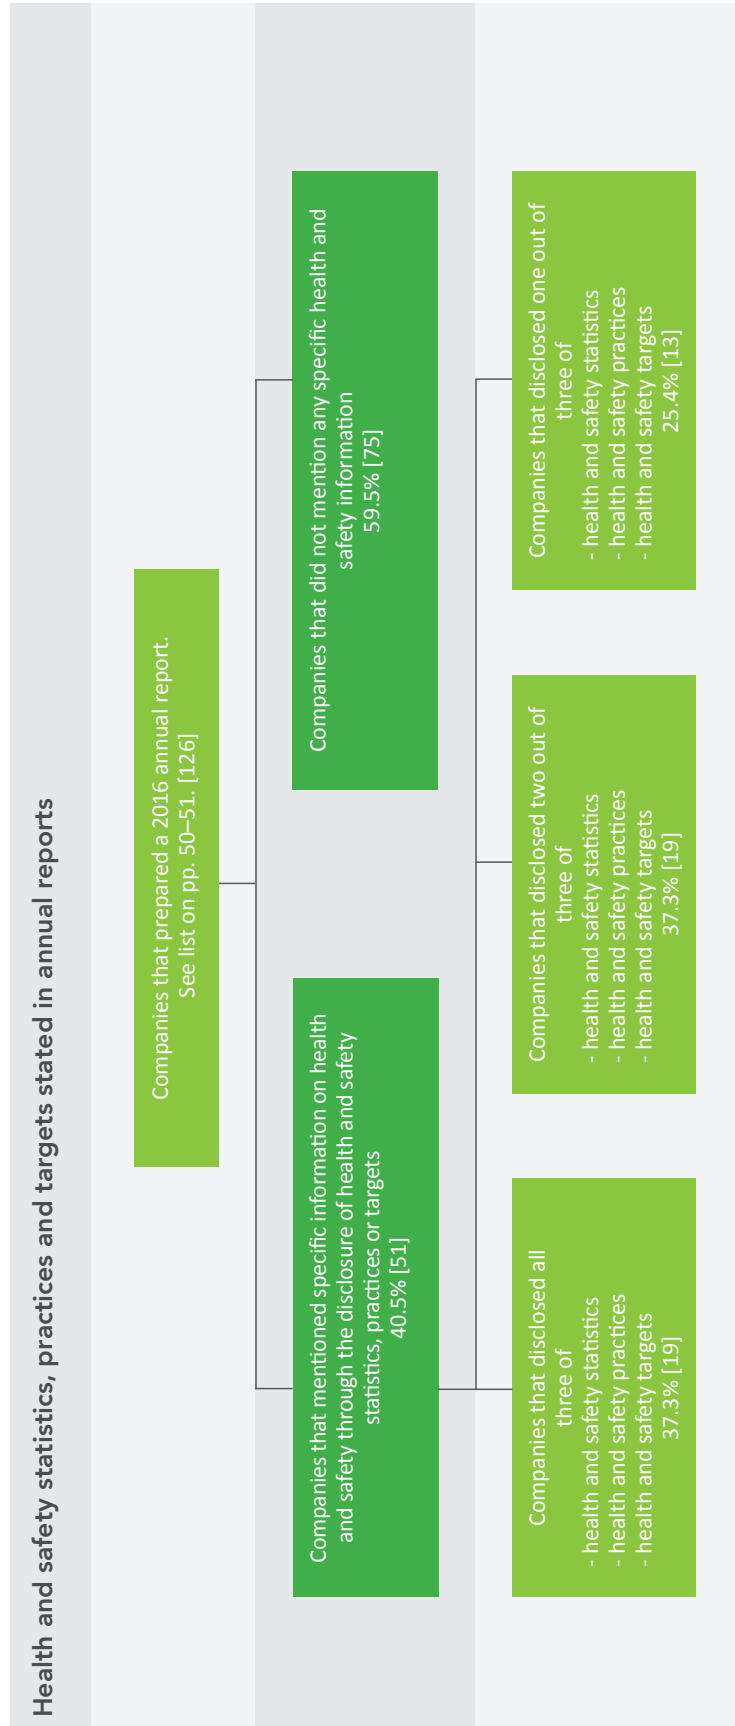 Health and safety statistics, practices and targets stated in annual reports
Companies that prepared a 2016 annual report.
See list on pp. 50–51. [126]
Companies that mentioned specific information on health
and safety through the disclosure of health and safety
statistics, practices or targets
40.5% [51]
Companies that did not mention any specific health and
safety information
59.5% [75]
Companies that disclosed all
three of
- health and safety statistics
- health and safety practices
- health and safety targets
37.3% [19]
Companies that disclosed two out of
three of
- health and safety statistics
- health and safety practices
- health and safety targets
37.3% [19]
Companies that disclosed one out of
three of
- health and safety statistics
- health and safety practices
- health and safety targets
25.4% [13]